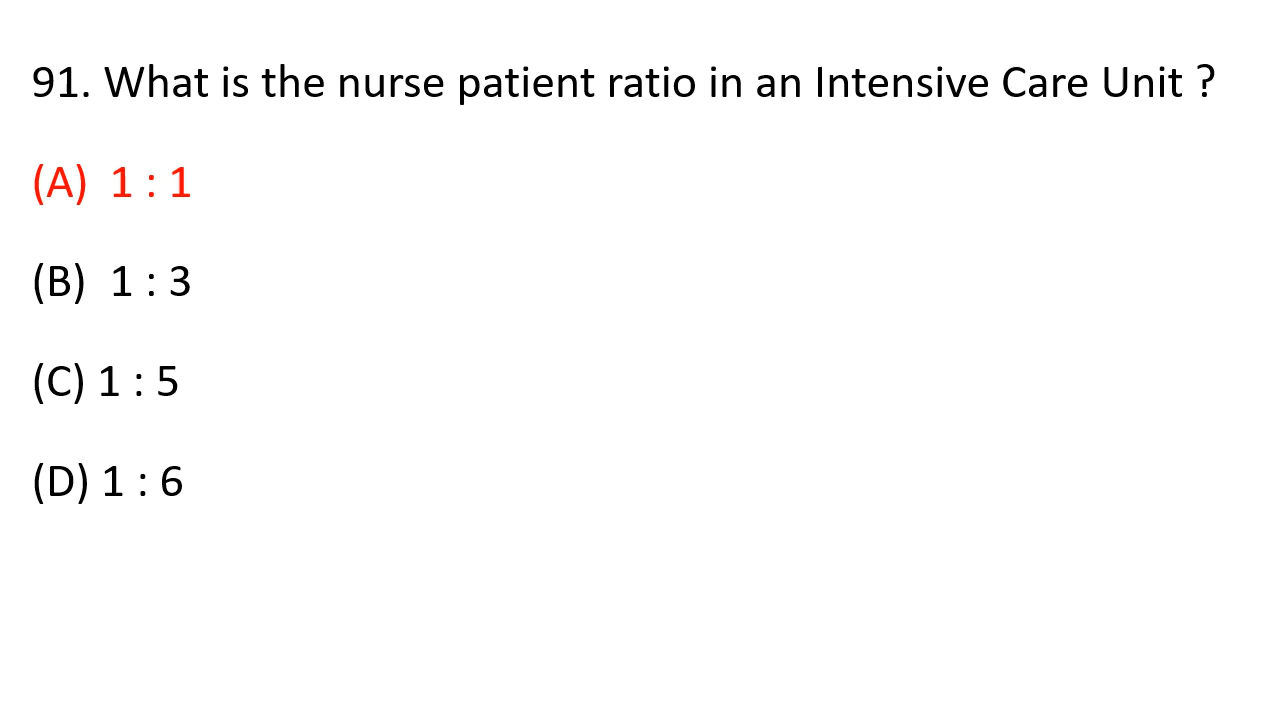 91. What is the nurse patient ratio in an Intensive Care Unit ?
(A) 1 : 1
(B) 1 : 3
(C) 1 : 5
(D) 1 : 6